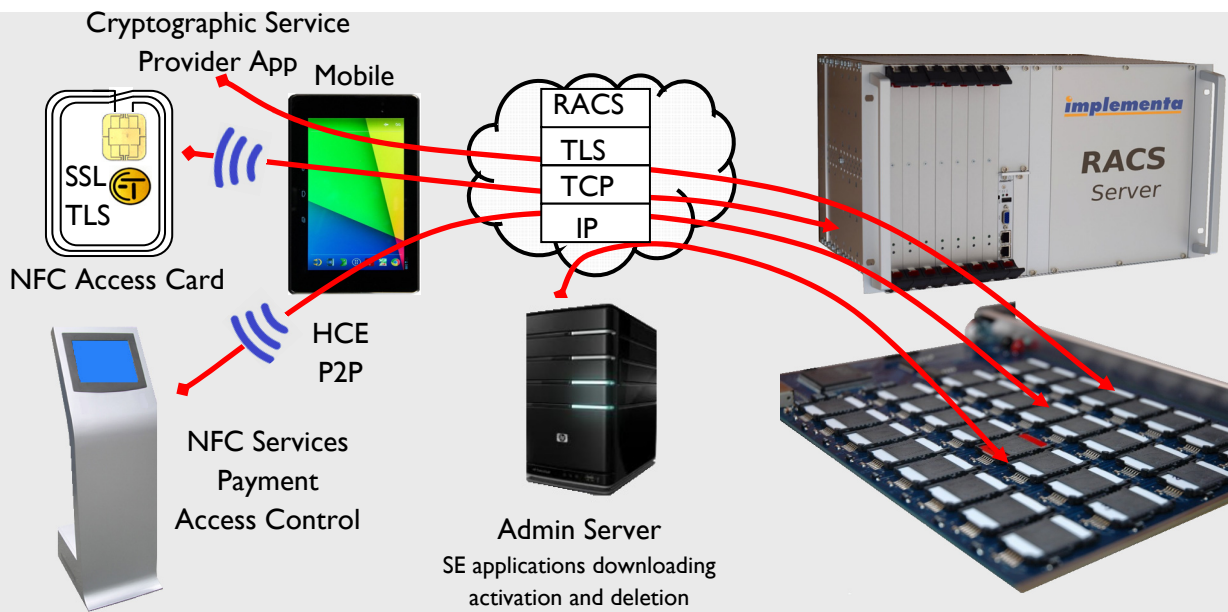 Cryptographic Service
Provider App
Mobile
SSL
TLS
NFC Access Card
RACS
TLS
TCP
IP
implementa
RACS
Server
HCE
P2P
NFC Services
Payment
Access Control
hp
Admin Server
SE applications downloading
activation and deletion